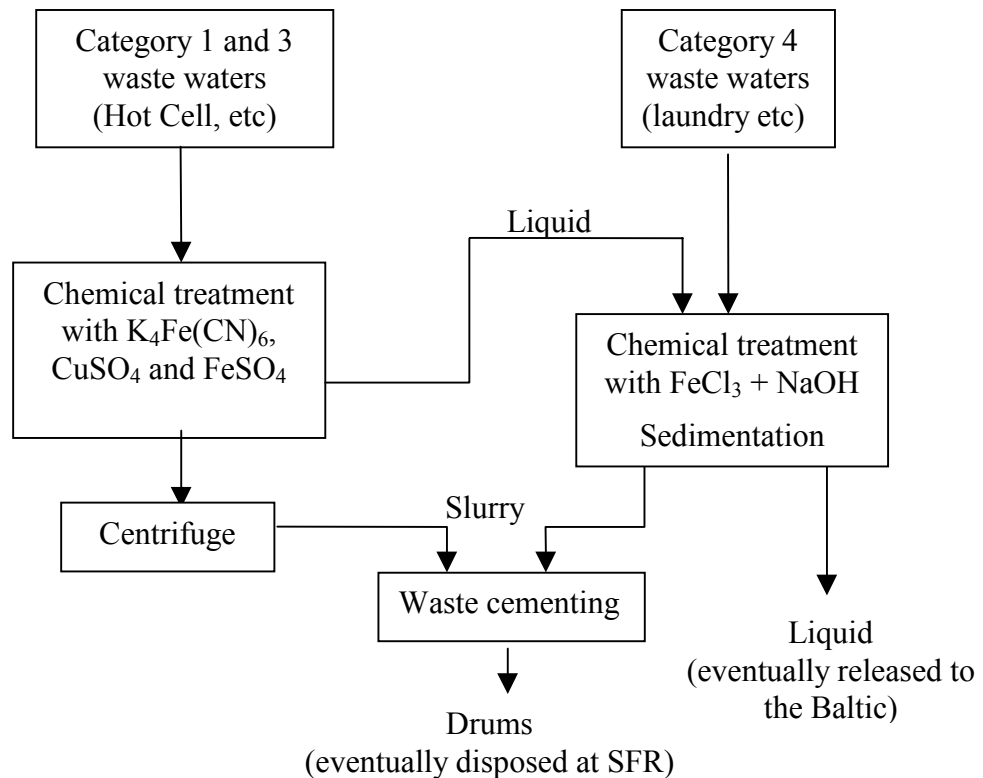 Category 1 and 3
waste waters
(Hot Cell, etc)
Category 4
waste waters
(laundry etc)
Liquid
Chemical treatment
with K₄Fe(CN)₆,
CuSO₄ and FeSO₄
Chemical treatment
with FeCl₃ + NaOH
Sedimentation
Centrifuge
Slurry
Waste cementing
Liquid
(eventually released to
the Baltic)
Drums
(eventually disposed at SFR)